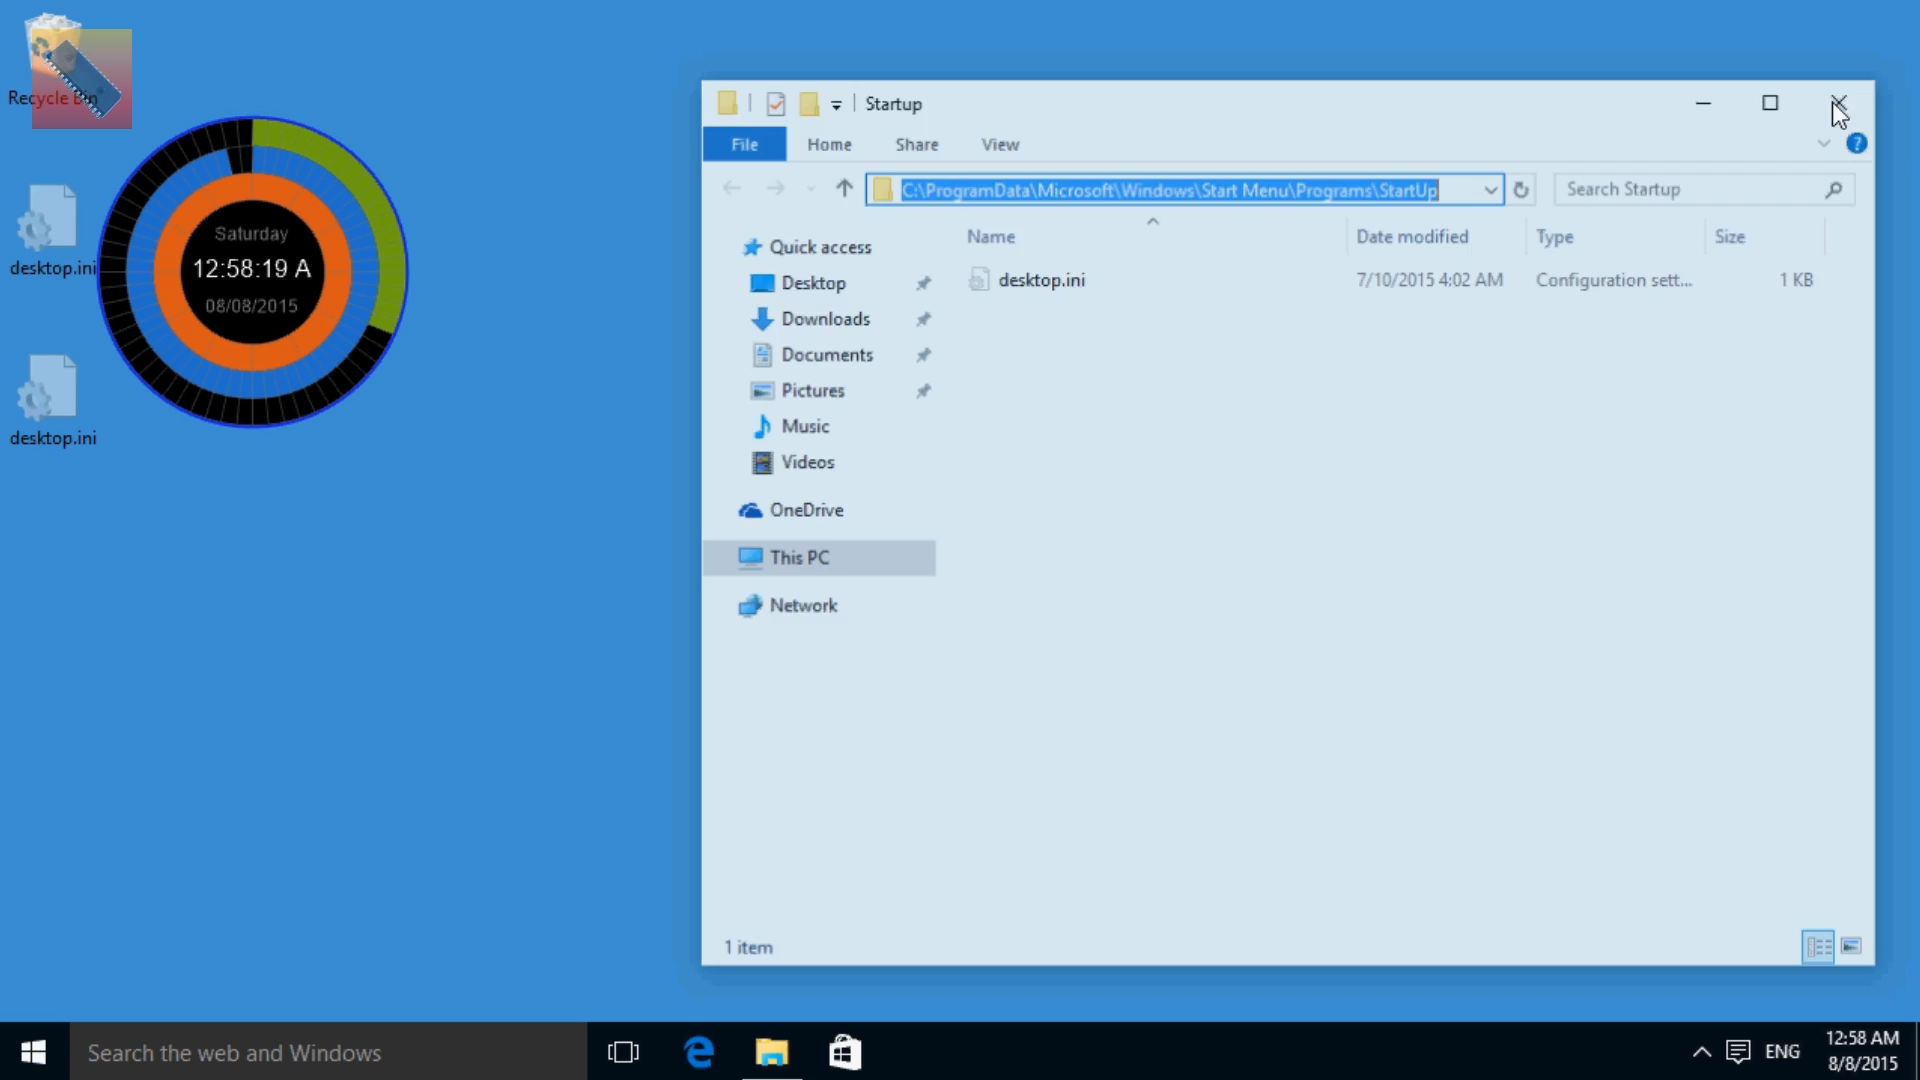 Recycle Bin
desktop.ini
desktop.ini
Saturday
12:58:19 A
08/08/2015
Startup
File Home Share View
C:\ProgramData\Microsoft\Windows\Start Menu\Programs\StartUp
Search Startup
Name Date modified Type Size
desktop.ini 7/10/2015 4:02 AM Configuration sett... 1 KB
Quick access
Desktop
Downloads
Documents
Pictures
Music
Videos
OneDrive
This PC
Network
1 item
Search the web and Windows
ENG
12:58 AM
8/8/2015